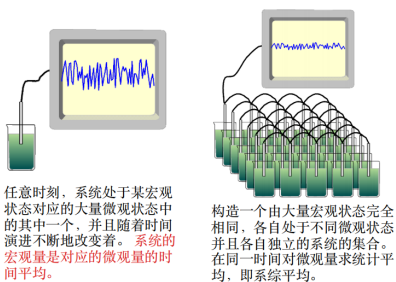 任意时刻，系统处于某宏观
状态对应的大量微观状态中
的其中一个，并且随着时间
演进不断地改变着。系统的
宏观量是对应的微观量的时
间平均。
构造一个由大量宏观状态完全
相同，各自处于不同微观状态
并且各自独立的系统的集合。
在同一时间对微观量求统计平
均，即系综平均。